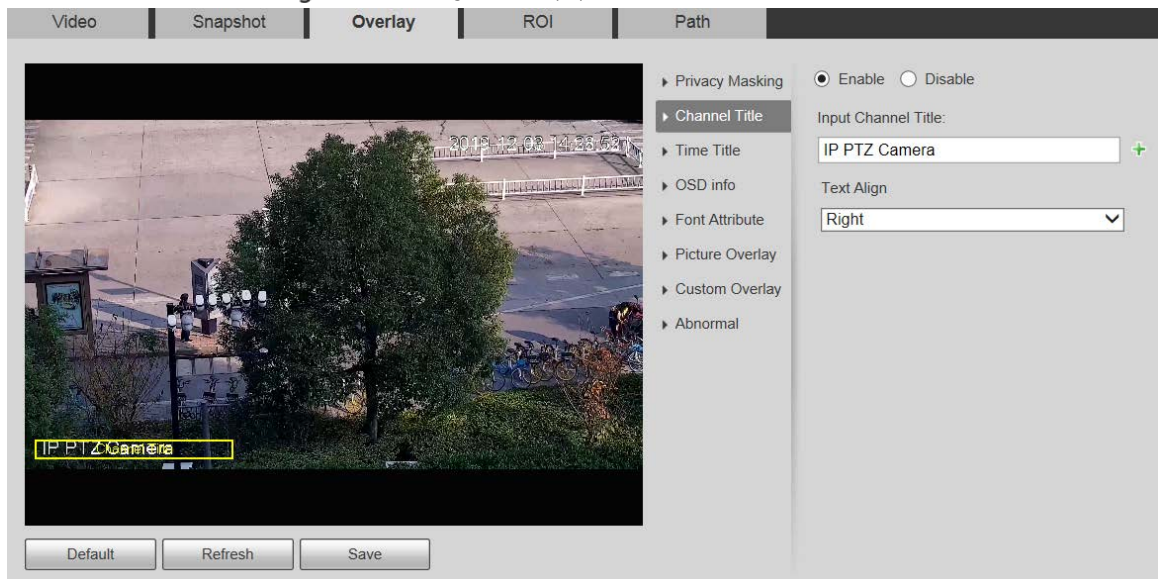 Video Snapshot Overlay ROI Path
Privacy Masking
Channel Title
Time Title
OSD info
Font Attribute
Picture Overlay
Custom Overlay
Abnormal
Enable Disable
Input Channel Title:
IP PTZ Camera
Text Align
Right
IP PTZ Camera
Default Refresh Save